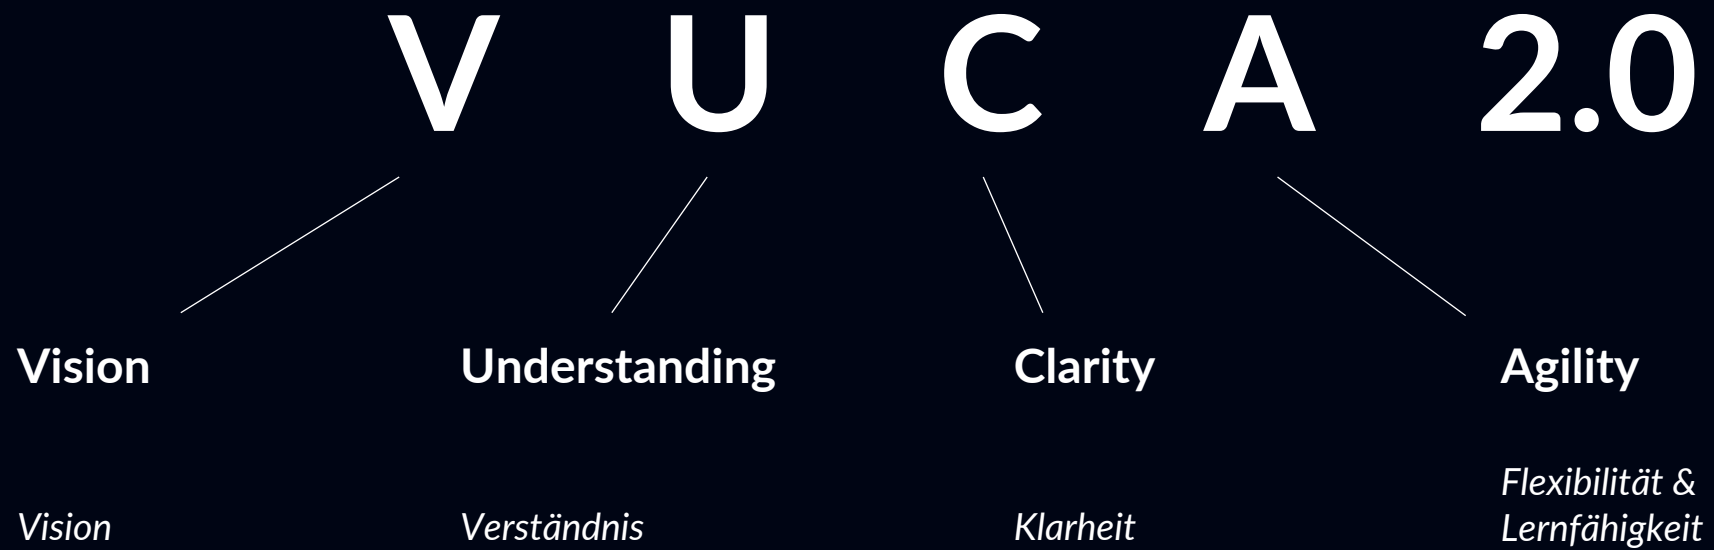 V U C A 2.0
Vision Understanding Clarity Agility
Vision Verständnis Klarheit Flexibilität &
Lernfähigkeit